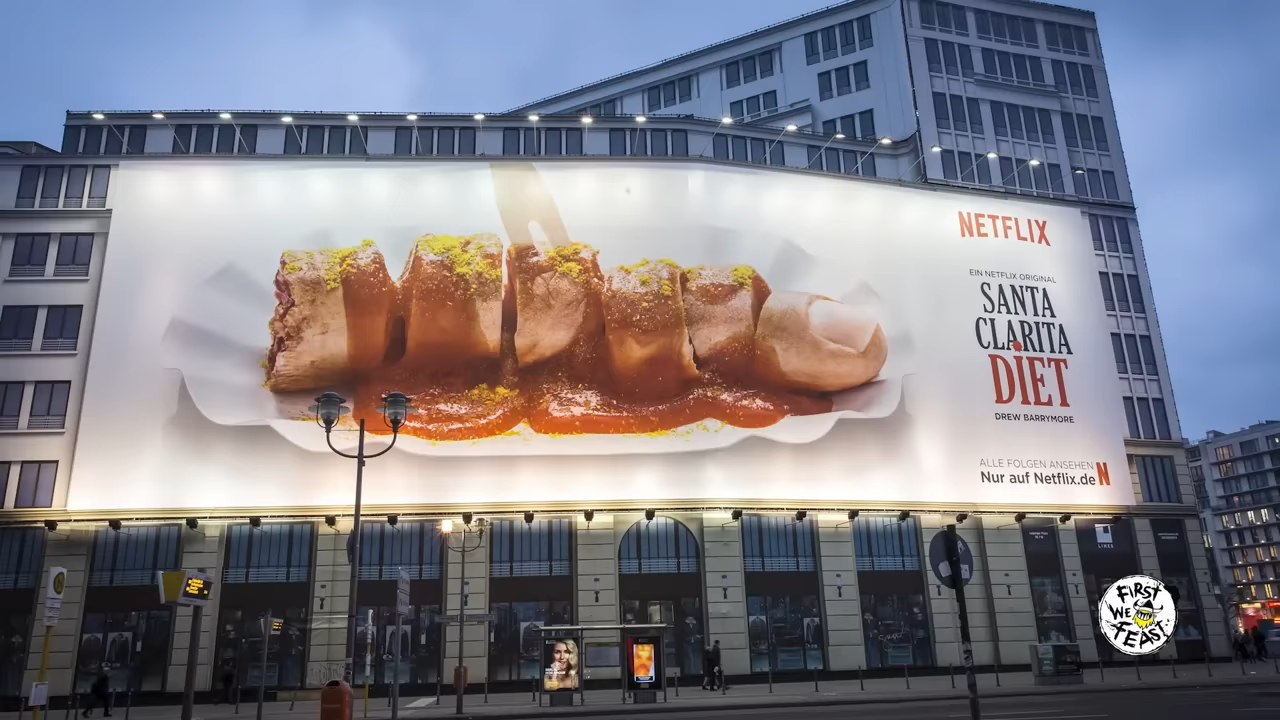 NETFLIX
EIN NETFLIX ORIGINAL
SANTA
CLARITA
DIET
DREW BARRYMORE
ALLE FOLGEN ANSEHEN
Nur auf Netflix.de
N
FIRST
WE
FEAST